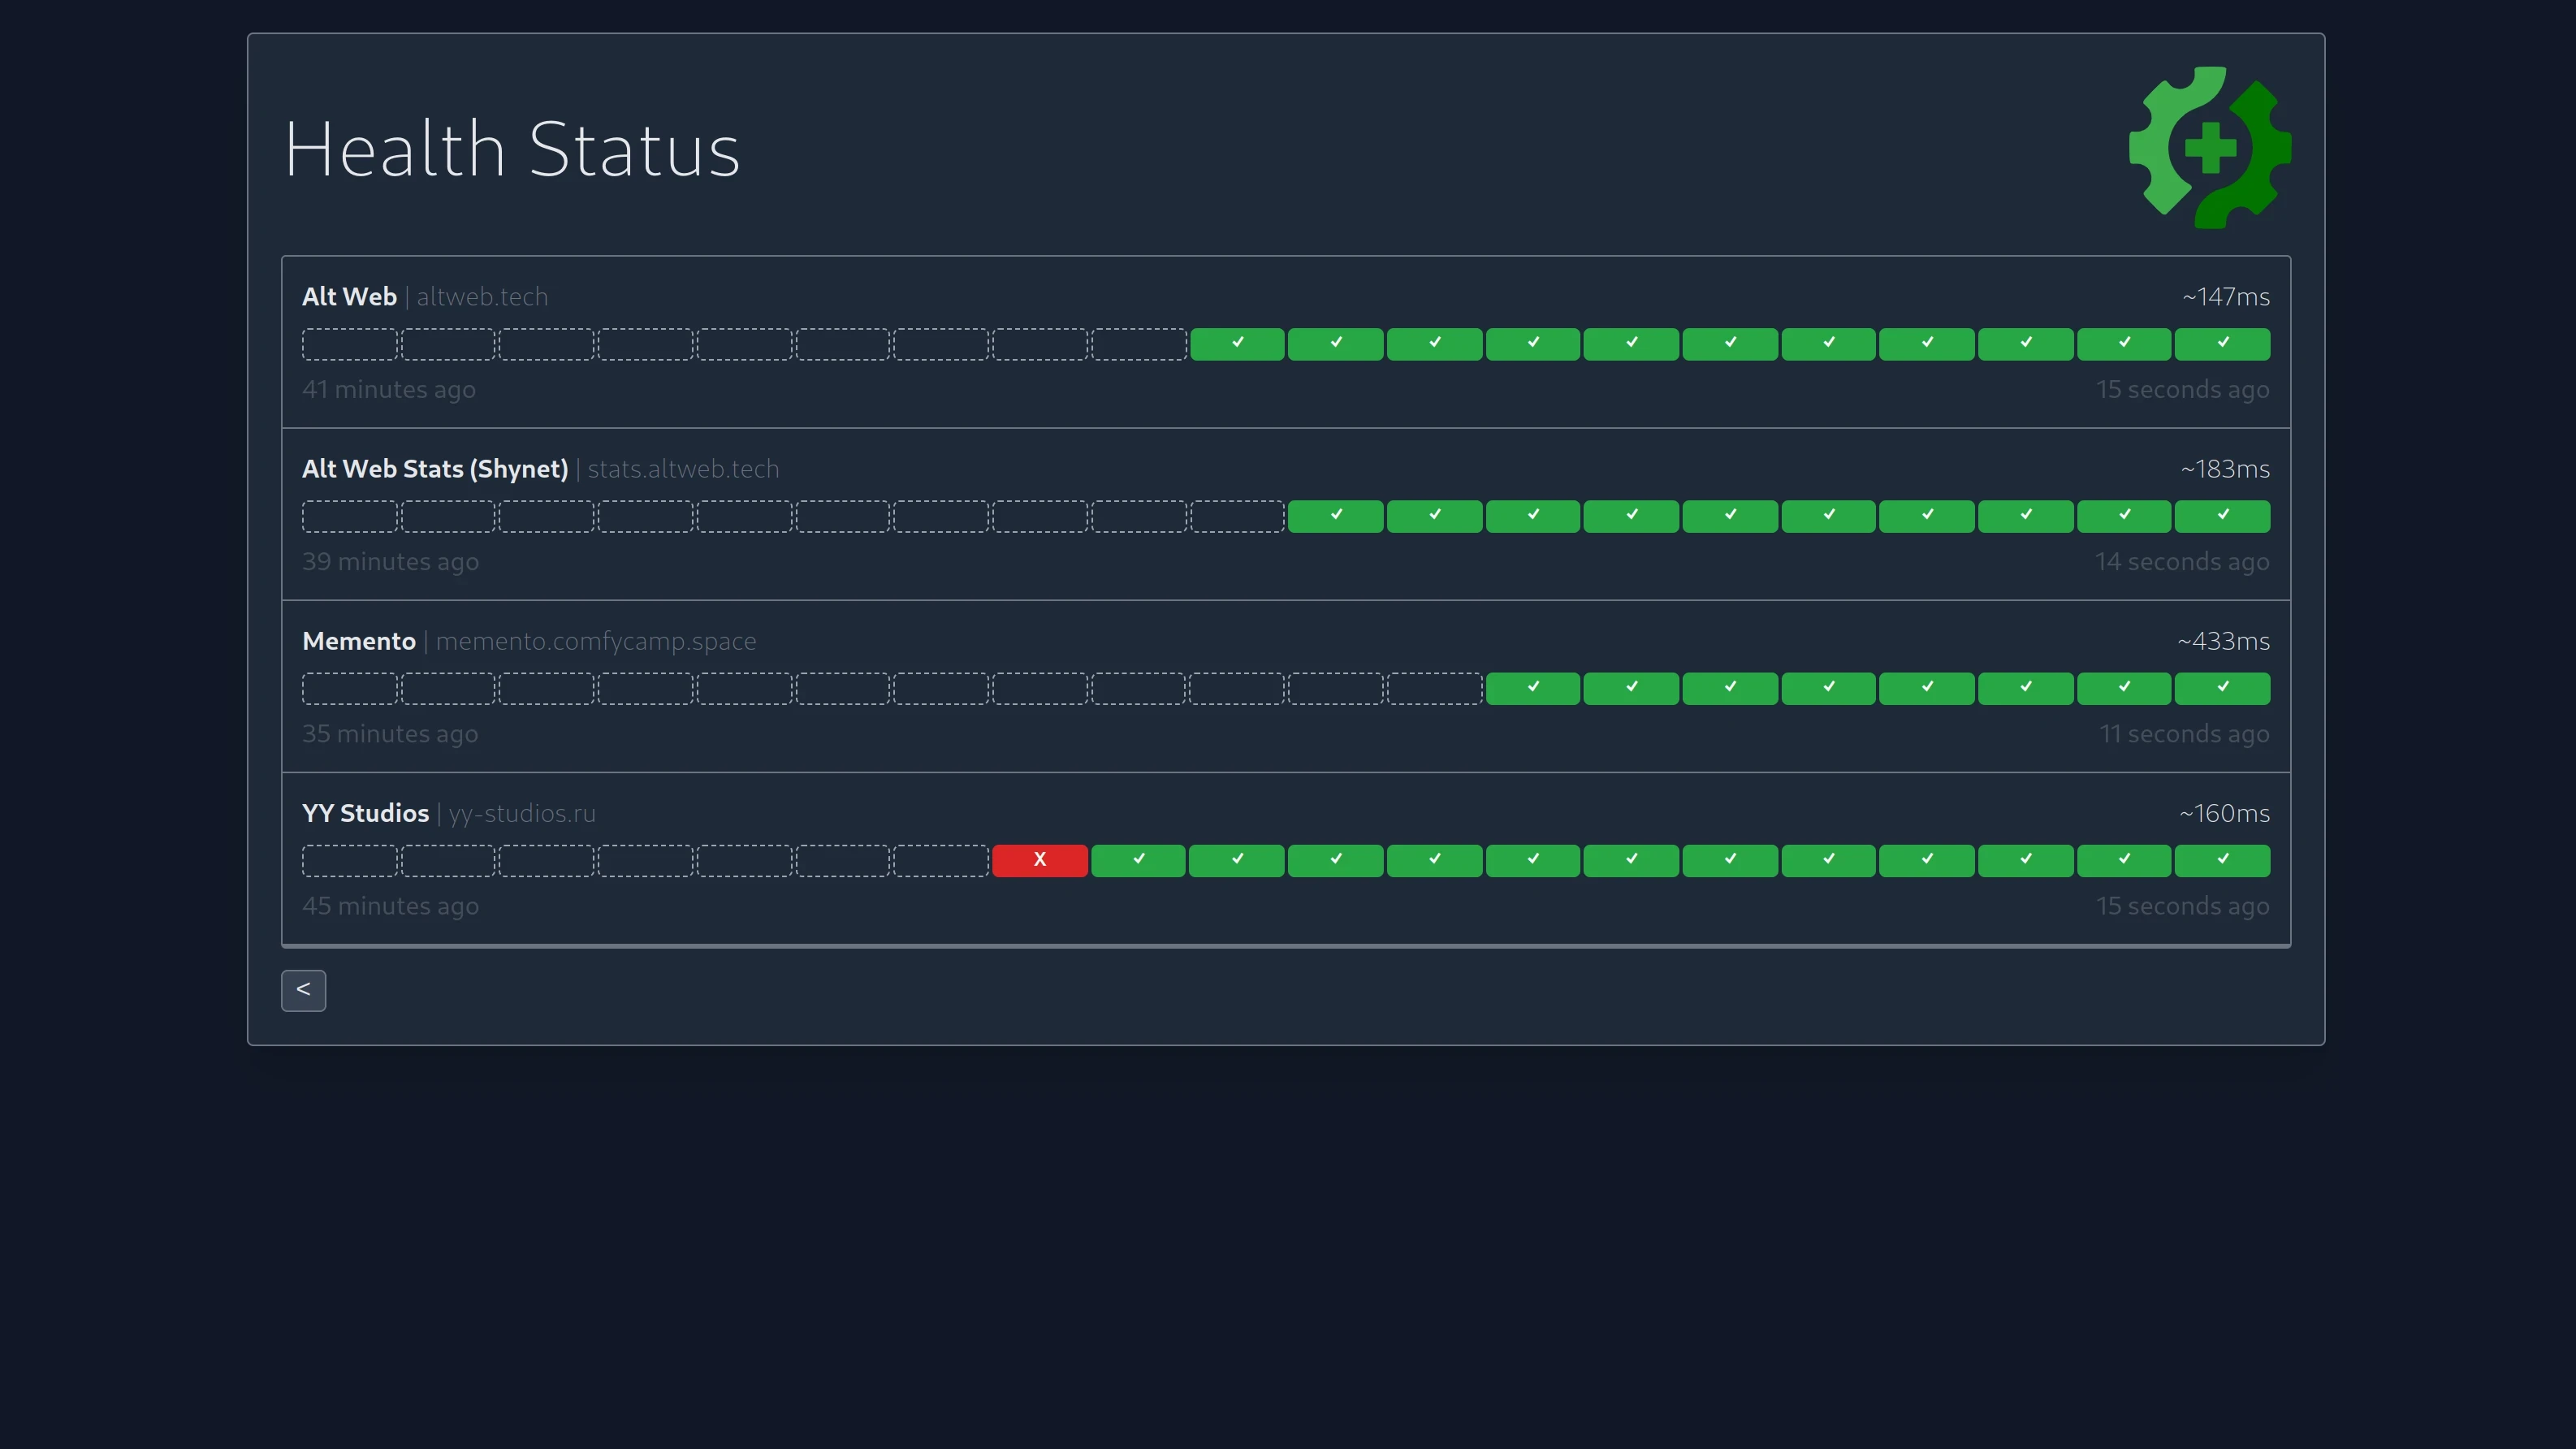 Health Status
Alt Web | altweb.tech ~147ms
✓ ✓ ✓ ✓ ✓ ✓ ✓ ✓ ✓ ✓ ✓
41 minutes ago 15 seconds ago
Alt Web Stats (Shynet) | stats.altweb.tech ~183ms
✓ ✓ ✓ ✓ ✓ ✓ ✓ ✓ ✓ ✓
39 minutes ago 14 seconds ago
Memento | memento.comfycamp.space ~433ms
✓ ✓ ✓ ✓ ✓ ✓ ✓ ✓
35 minutes ago 11 seconds ago
YY Studios | yy-studios.ru ~160ms
X ✓ ✓ ✓ ✓ ✓ ✓ ✓ ✓ ✓ ✓ ✓ ✓
45 minutes ago 15 seconds ago
<